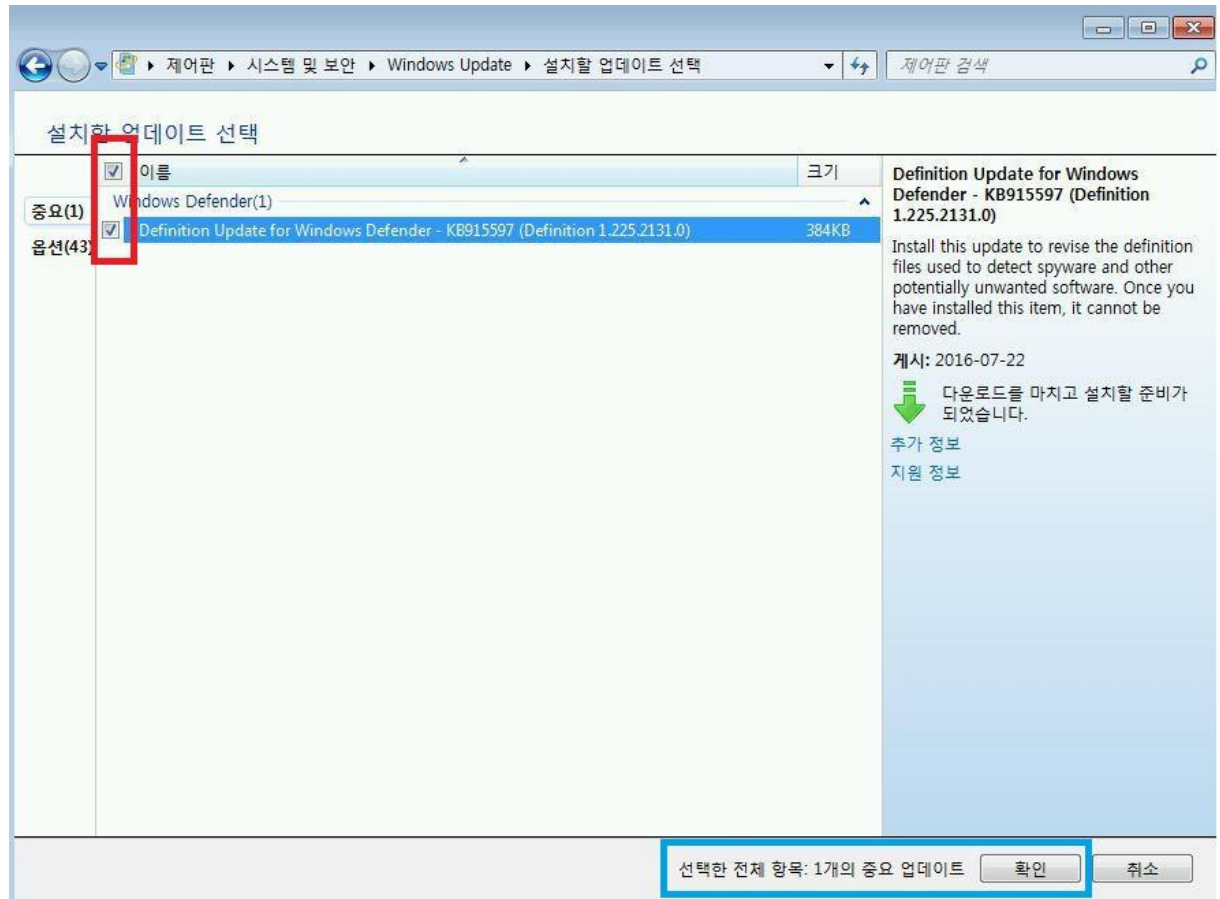 제어판 ▸ 시스템 및 보안 ▸ Windows Update ▸ 설치할 업데이트 선택
제어판 검색
설치할 업데이트 선택
이름 크기
중요(1)
옵션(43)
Windows Defender(1)
Definition Update for Windows Defender - KB915597 (Definition 1.225.2131.0) 384KB
Definition Update for Windows
Defender - KB915597 (Definition
1.225.2131.0)
Install this update to revise the definition
files used to detect spyware and other
potentially unwanted software. Once you
have installed this item, it cannot be
removed.
게시: 2016-07-22
다운로드를 마치고 설치할 준비가
되었습니다.
추가 정보
지원 정보
선택한 전체 항목: 1개의 중요 업데이트 확인 취소